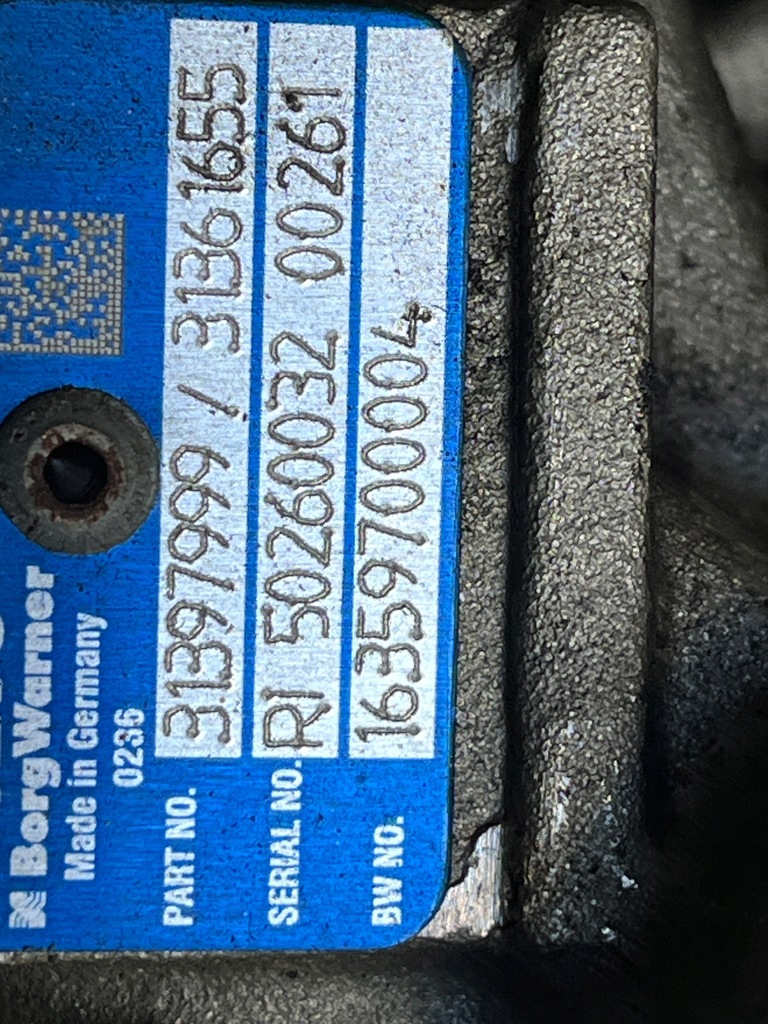 BorgWarner
Made in Germany
0236
PART NO. 31397999 / 31361655
SERIAL NO. RI 50260032 00261
BW NO. 16359700004